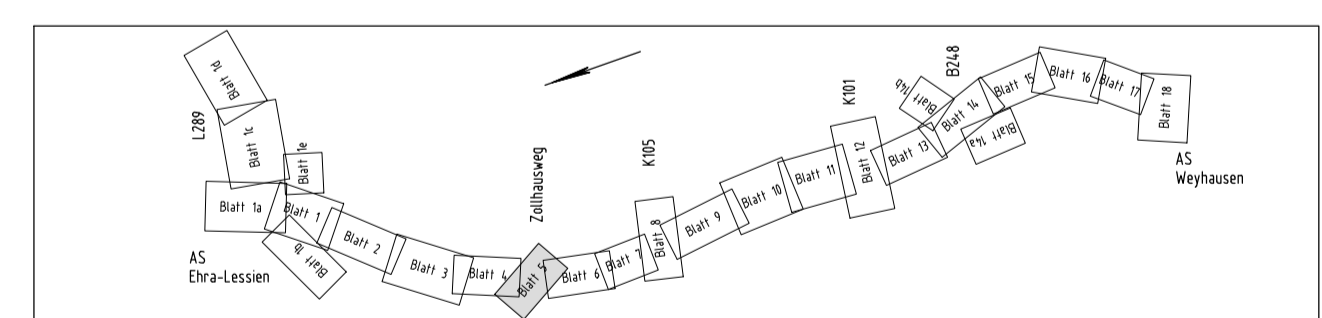 Blatt 1d
L289
Blatt 1c
Blatt 1e
Blatt 1a
Blatt 1
Blatt 1b
AS
Ehra-Lessien
Blatt 2
Blatt 3
Blatt 4
Zollhausweg
Blatt 5
Blatt 6
Blatt 7
K105
Blatt 8
Blatt 9
Blatt 10
Blatt 11
K101
Blatt 12
Blatt 13
Blatt 14b
B248
Blatt 14
Blatt 14a
Blatt 15
Blatt 16
Blatt 17
Blatt 18
AS
Weyhausen